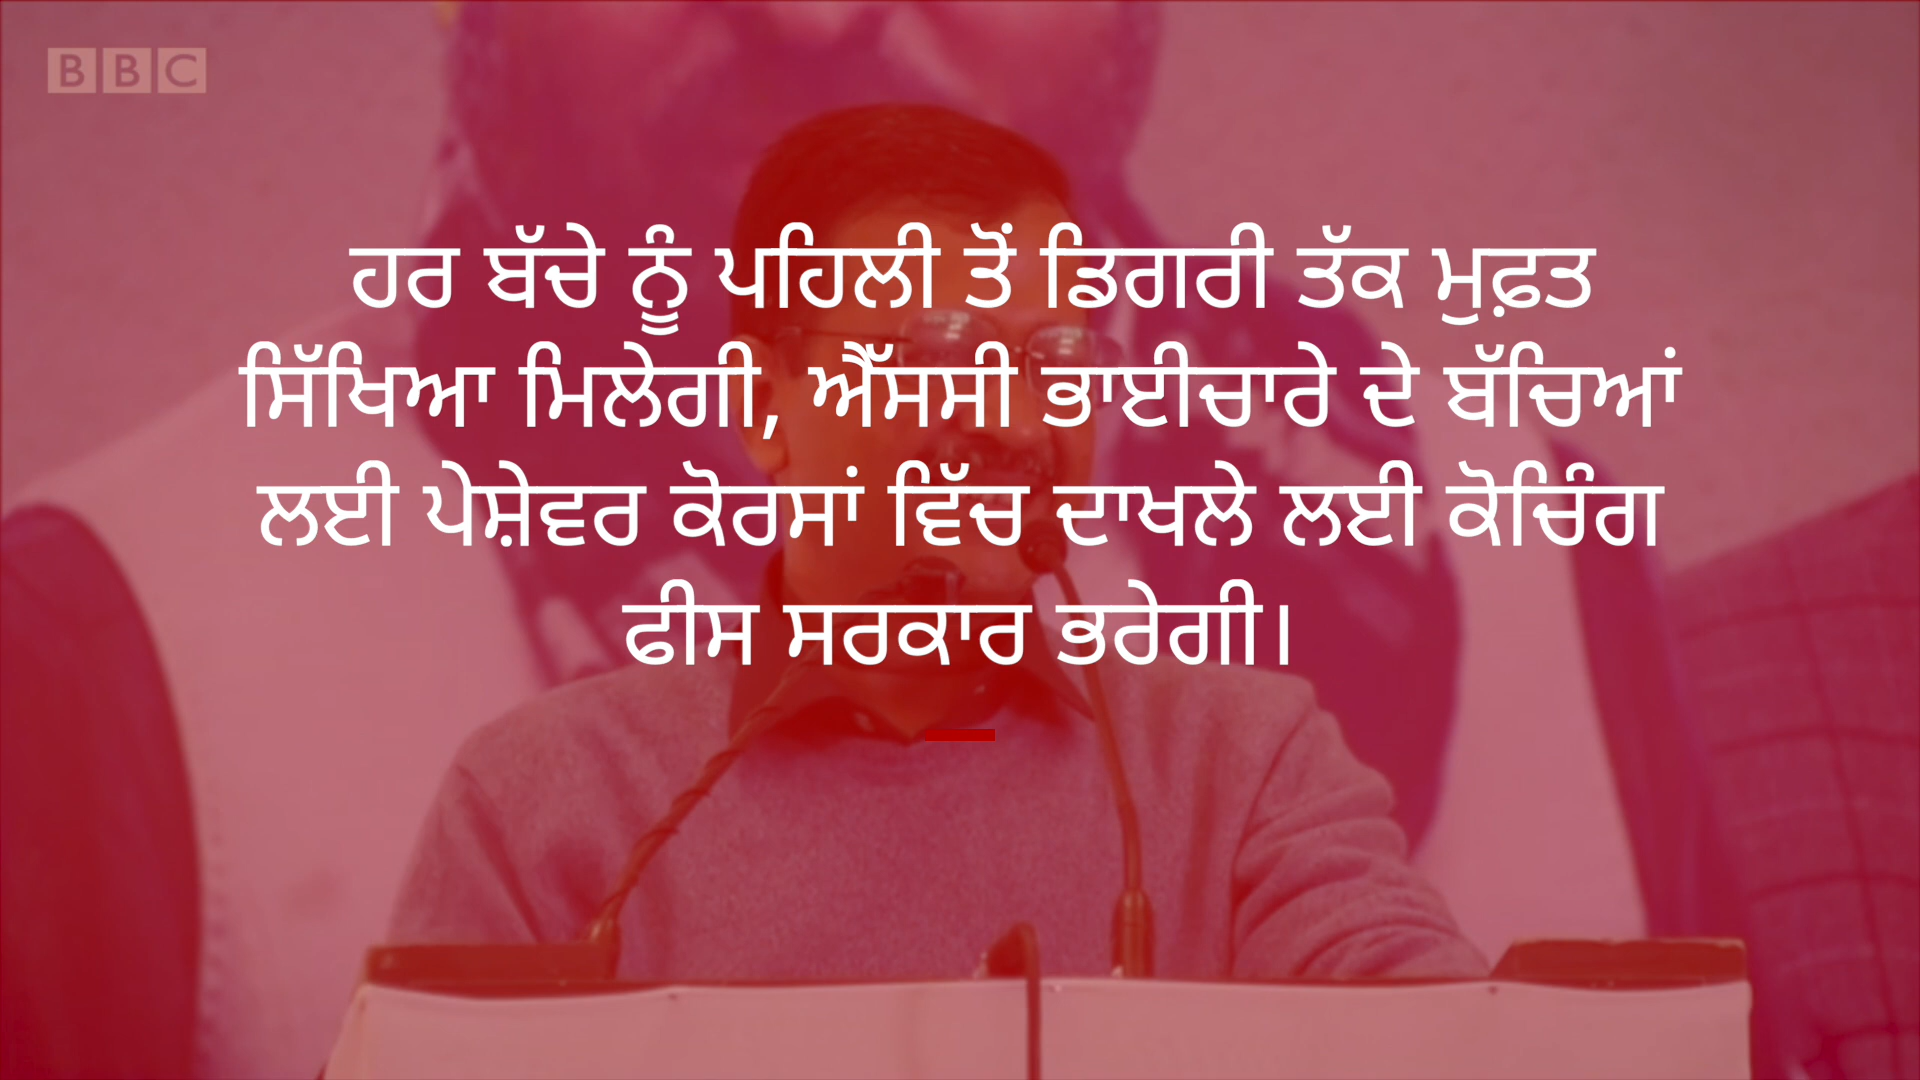 BBC
ਹਰ ਬੱਚੇ ਨੂੰ ਪਹਿਲੀ ਤੋਂ ਡਿਗਰੀ ਤੱਕ ਮੁਫ਼ਤ
ਸਿੱਖਿਆ ਮਿਲੇਗੀ, ਐੱਸਸੀ ਭਾਈਚਾਰੇ ਦੇ ਬੱਚਿਆਂ
ਲਈ ਪੇਸ਼ੇਵਰ ਕੋਰਸਾਂ ਵਿੱਚ ਦਾਖਲੇ ਲਈ ਕੋਚਿੰਗ
ਫੀਸ ਸਰਕਾਰ ਭਰੇਗੀ।